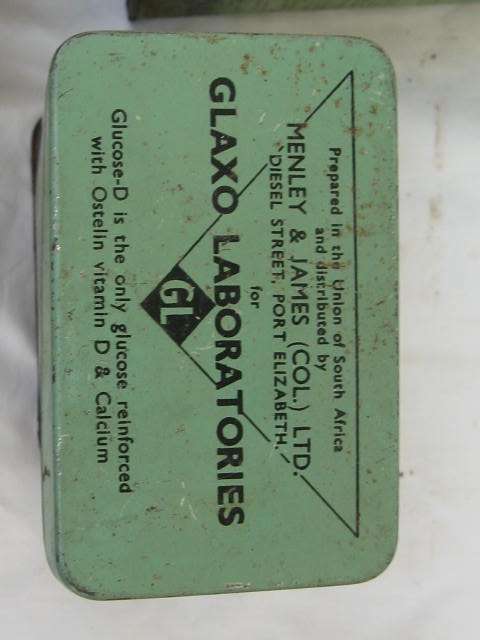 Prepared in the Union of South Africa
and distributed by
MENLEY & JAMES (COL.) LTD.
DIESEL STREET, PORT ELIZABETH.
for
GLAXO LABORATORIES
GL
Glucose-D is the only glucose reinforced
with Ostelin vitamin D & Calcium